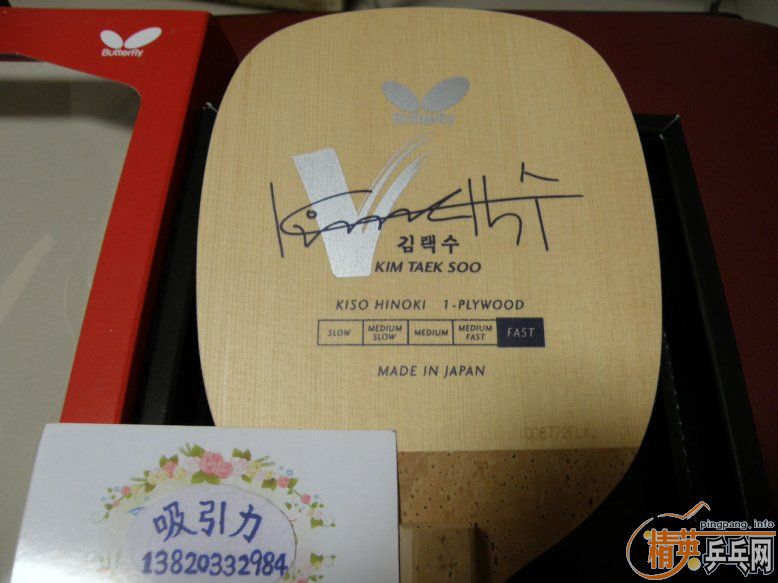 Butterfly
Butterfly
김택수
KIM TAEK SOO
KISO HINOKI 1-PLYWOOD
SLOW
MEDIUM SLOW
MEDIUM
MEDIUM FAST
FAST
MADE IN JAPAN
吸引力
13820332984
pingpang.info
精英乒乓网